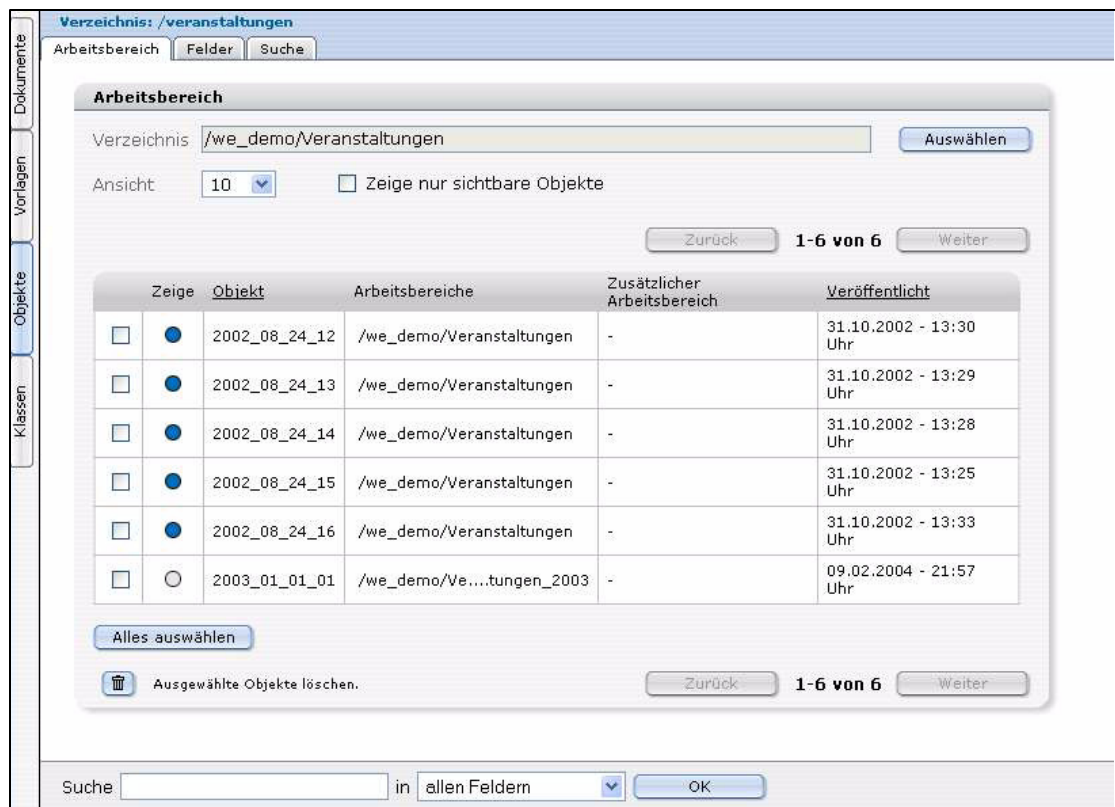 Verzeichnis: /veranstaltungen
Arbeitsbereich Felder Suche
Dokumente
Vorlagen
Objekte
Klassen
Arbeitsbereich
Verzeichnis /we_demo/Veranstaltungen Auswählen
Ansicht 10 Zeige nur sichtbare Objekte
Zurück 1-6 von 6 Weiter
Zeige Objekt Arbeitsbereiche Zusätzlicher Arbeitsbereich Veröffentlicht
2002_08_24_12 /we_demo/Veranstaltungen - 31.10.2002 - 13:30 Uhr
2002_08_24_13 /we_demo/Veranstaltungen - 31.10.2002 - 13:29 Uhr
2002_08_24_14 /we_demo/Veranstaltungen - 31.10.2002 - 13:28 Uhr
2002_08_24_15 /we_demo/Veranstaltungen - 31.10.2002 - 13:25 Uhr
2002_08_24_16 /we_demo/Veranstaltungen - 31.10.2002 - 13:33 Uhr
2003_01_01_01 /we_demo/Ve....tungen_2003 - 09.02.2004 - 21:57 Uhr
Alles auswählen
Ausgewählte Objekte löschen. Zurück 1-6 von 6 Weiter
Suche in allen Feldern OK